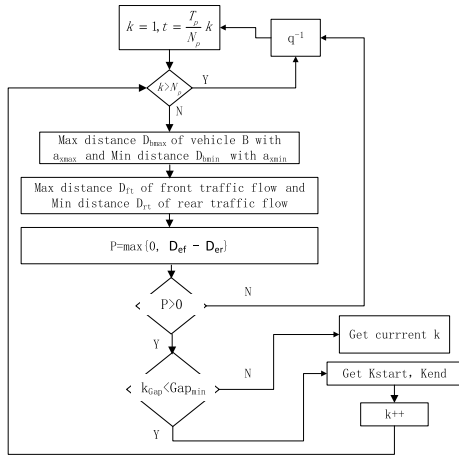 k = 1, t = T_p/N_p k
q⁻¹
k>N_p
Y
N
Max distance D_bmax of vehicle B with
a_xmax and Min distance D_bmin with a_xmin
Max distance D_ft of front traffic flow and
Min distance D_rt of rear traffic flow
P=max{0, D_ef − D_er}
P>0
N
Y
Get currrent k
k_Gap<Gap_min
N
Y
Get Kstart, Kend
k++